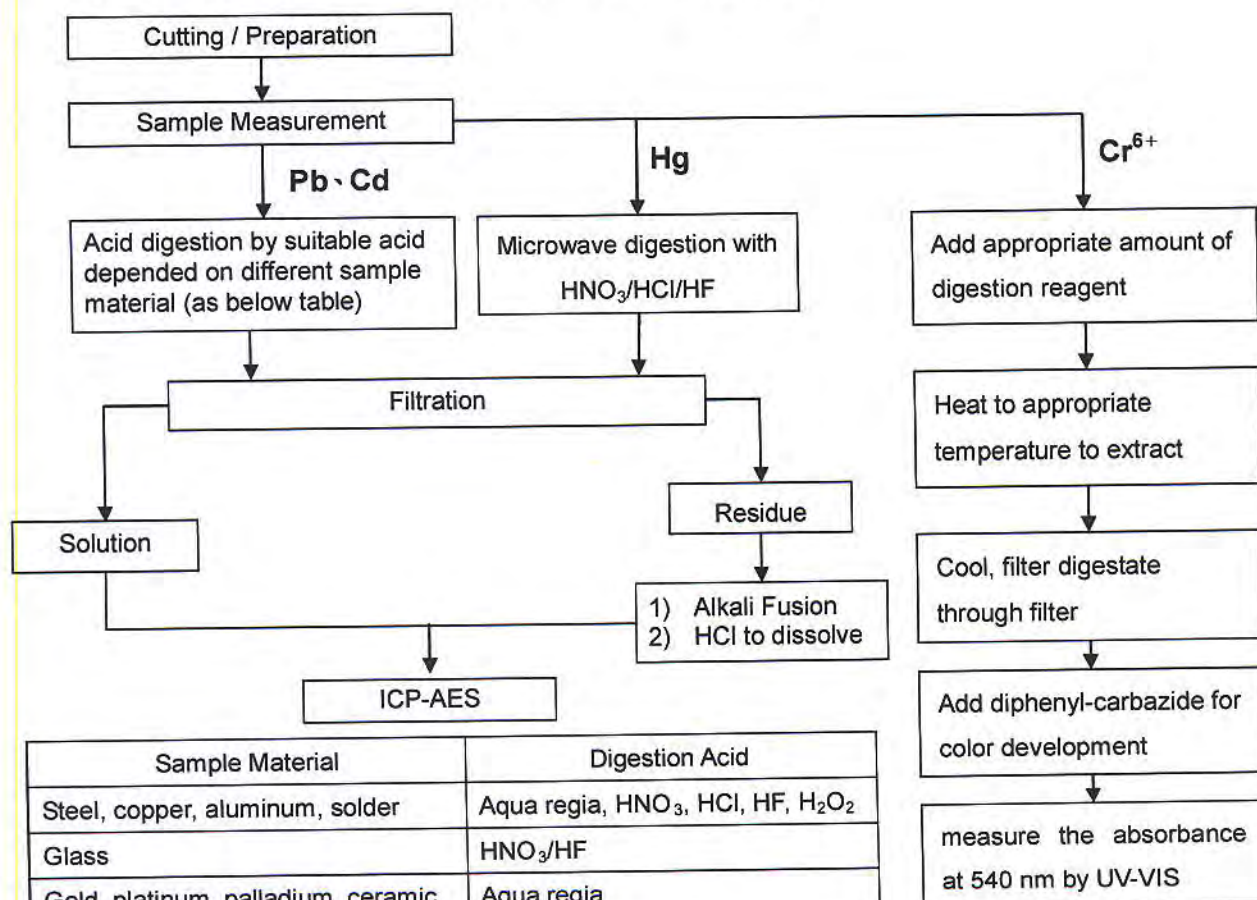 Cutting / Preparation
Sample Measurement
Pb、Cd
Hg
Cr⁶⁺
Acid digestion by suitable acid
depended on different sample
material (as below table)
Microwave digestion with
HNO₃/HCl/HF
Add appropriate amount of
digestion reagent
Filtration
Heat to appropriate
temperature to extract
Solution
Residue
Cool, filter digestate
through filter
1) Alkali Fusion
2) HCl to dissolve
ICP-AES
Add diphenyl-carbazide for
color development
Sample Material
Digestion Acid
Steel, copper, aluminum, solder
Aqua regia, HNO₃, HCl, HF, H₂O₂
Glass
HNO₃/HF
Gold, platinum, palladium, ceramic
Aqua regia
measure the absorbance
at 540 nm by UV-VIS